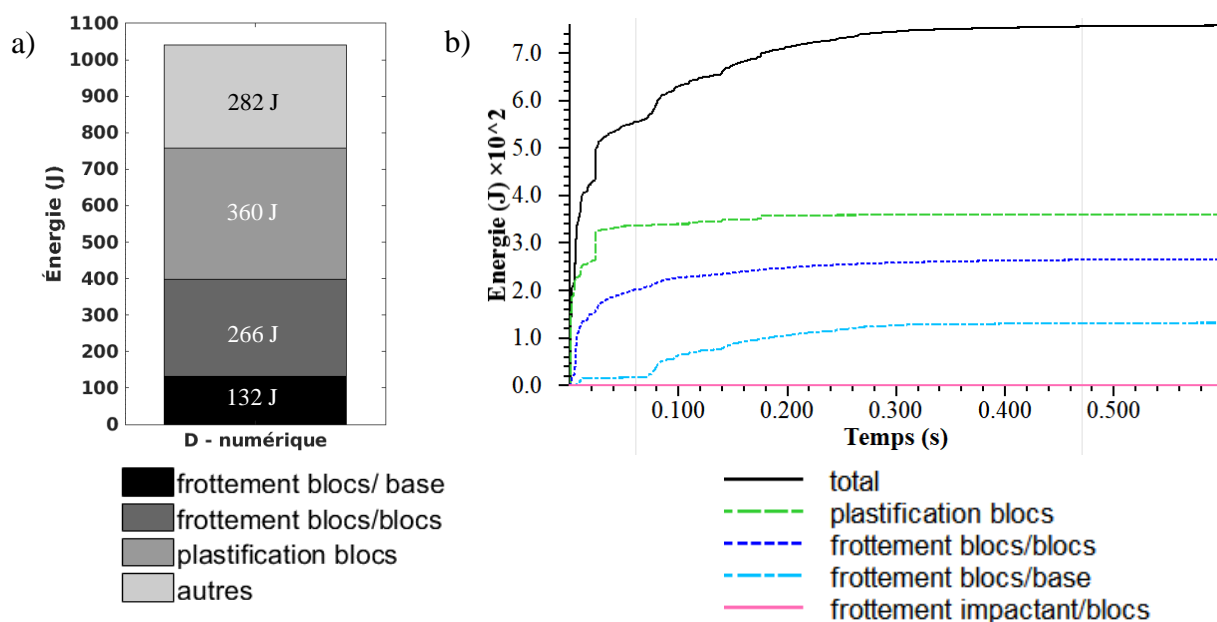 a)
1100
1000
900
800
700
600
500
400
300
200
100
0
Énergie (J)
282 J
360 J
266 J
132 J
D - numérique
frottement blocs/ base
frottement blocs/blocs
plastification blocs
autres
b)
7.0
6.0
5.0
4.0
3.0
2.0
1.0
0.0
Energie (J) ×10^2
0.100 0.200 0.300 0.400 0.500
Temps (s)
total
plastification blocs
frottement blocs/blocs
frottement blocs/base
frottement impactant/blocs